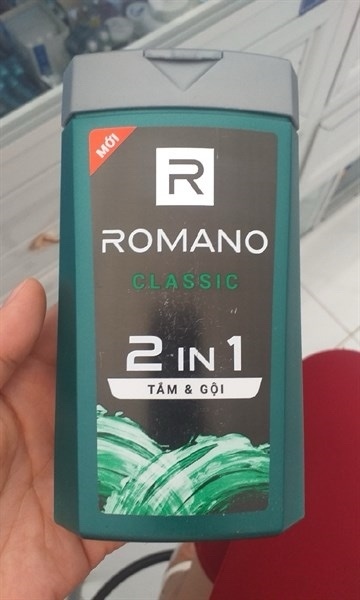 MỚI
R
ROMANO
CLASSIC
2 IN 1
TẮM & GỘI